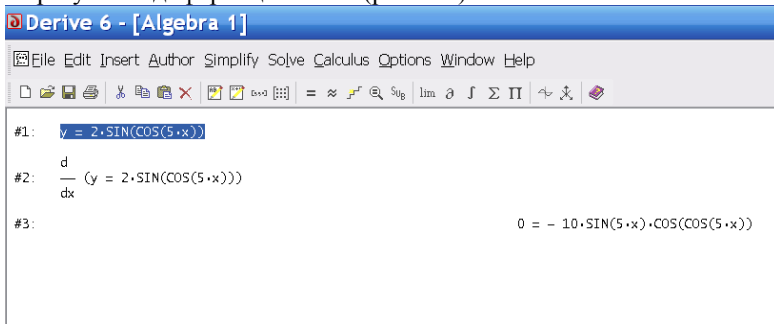 Derive 6 - [Algebra 1]
File Edit Insert Author Simplify Solve Calculus Options Window Help
= ≈ SUB lim ∂ ∫ Σ Π
#1: y = 2·SIN(COS(5·x))
d
#2: — (y = 2·SIN(COS(5·x)))
dx
#3: 0 = - 10·SIN(5·x)·COS(COS(5·x))